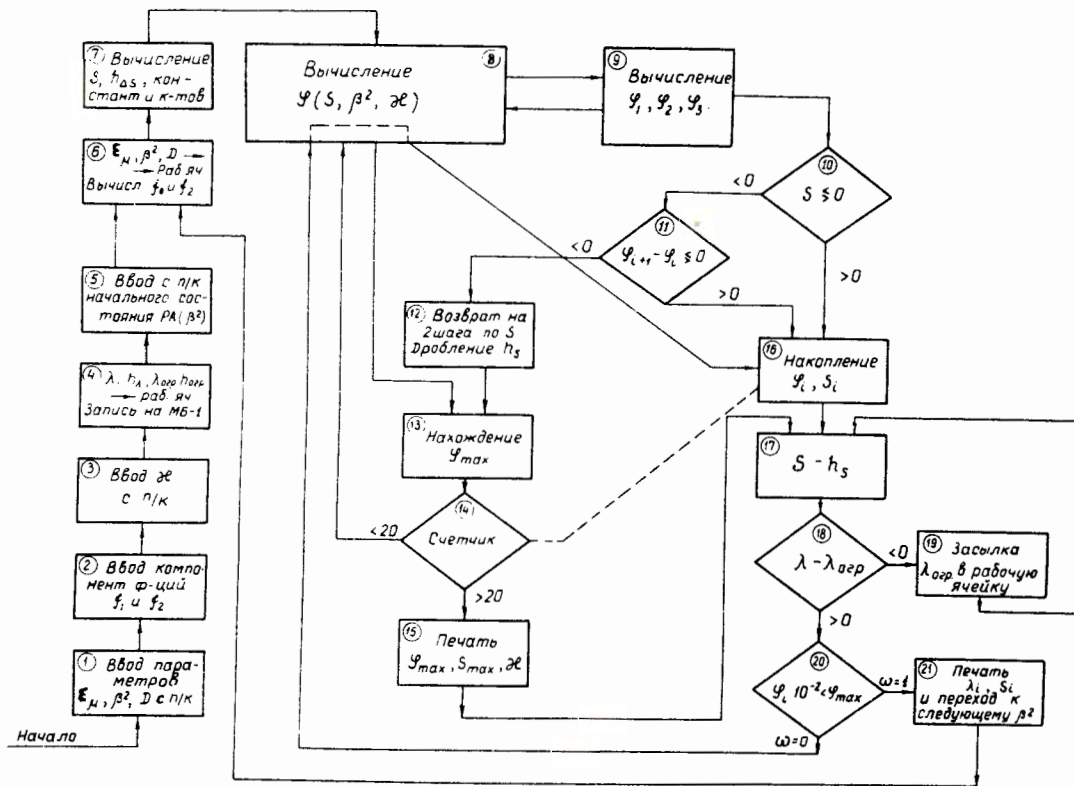 7 Вычисление
S, h_ΔS, кон-
стант и к-тов
6 ε_μ, β², D →
→ Раб яч
Вычисл f₀ и f₂
5 Ввод с п/к
начального сос-
тояния РА(β²)
4 λ, h_λ, λ_огр h_огр
→ раб. яч
Запись на МБ-1
3 Ввод ϰ
с п/к
2 Ввод компо-
нент ф-ций
f₁ и f₂
1 Ввод пара-
метров
ε_μ, β², D с п/к
Начало
8
Вычисление
φ(S, β², ϰ)
9
Вычисление
φ₁, φ₂, φ₃.
10
S ≶ 0
<0
>0
11
φ_{i+1} - φ_i ≶ 0
<0
>0
12 Возврат на
2 шага по S
Дробление h_s
13 Нахождение
φ_max
14
Счетчик
<20
>20
15 Печать
φ_max, S_max, ϰ
16 Накопление
φ_i, S_i
17
S - h_s
18
λ - λ_огр
<0
>0
19 Засылка
λ_огр. в рабочую
ячейку
20
φ_i 10⁻² < φ_max
ω=1
ω=0
21 Печать
λ_i, S_i
и переход к
следующему β²